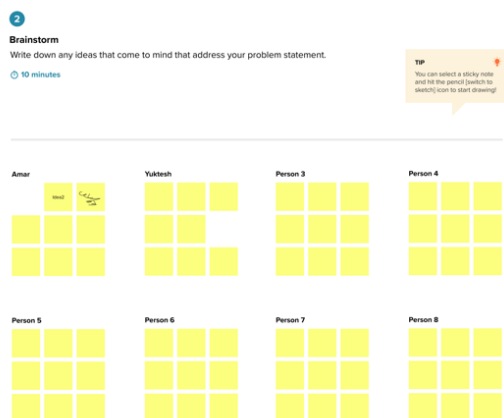 2
Brainstorm
Write down any ideas that come to mind that address your problem statement.
10 minutes
TIP
You can select a sticky note
and hit the pencil [switch to
sketch] icon to start drawing!
Amar
Yuktesh
Person 3
Person 4
Person 5
Person 6
Person 7
Person 8